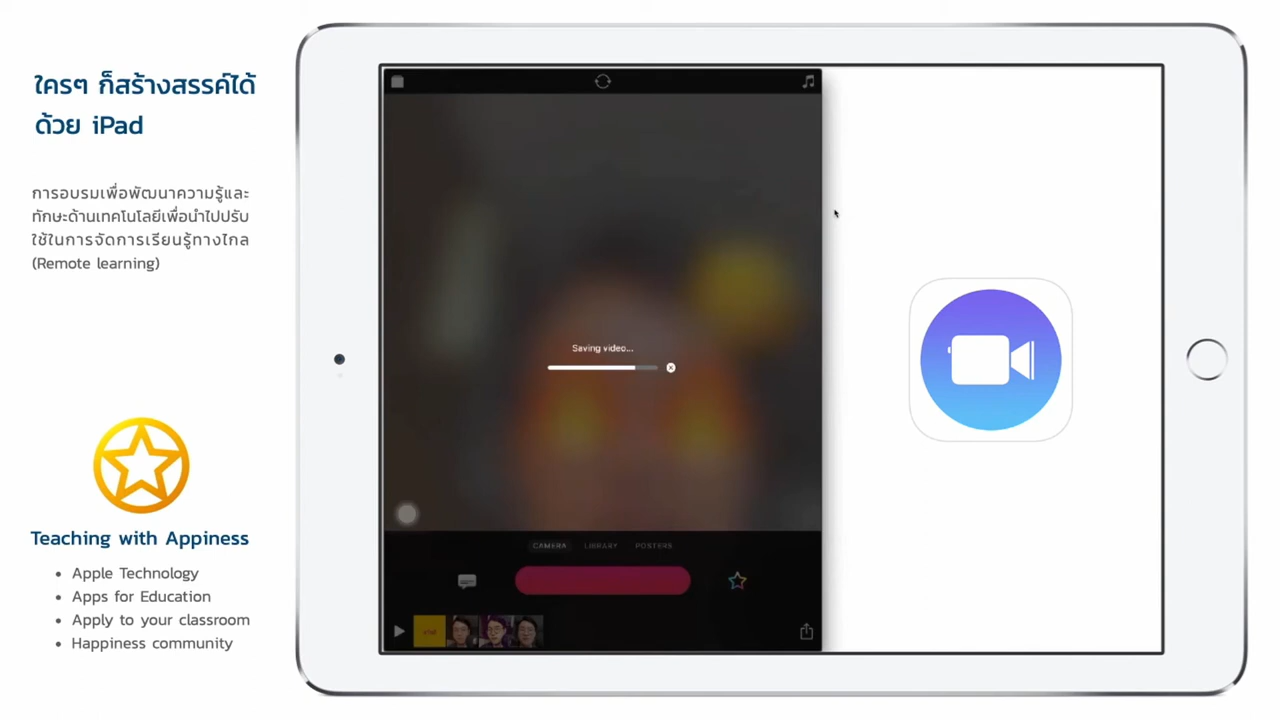 ใครๆ ก็สร้างสรรค์ได้
ด้วย iPad
การอบรมเพื่อพัฒนาความรู้และ
ทักษะด้านเทคโนโลยีเพื่อนำไปปรับ
ใช้ในการจัดการเรียนรู้ทางไกล
(Remote learning)
Teaching with Appiness
• Apple Technology
• Apps for Education
• Apply to your classroom
• Happiness community
Saving video...
CAMERA LIBRARY POSTERS